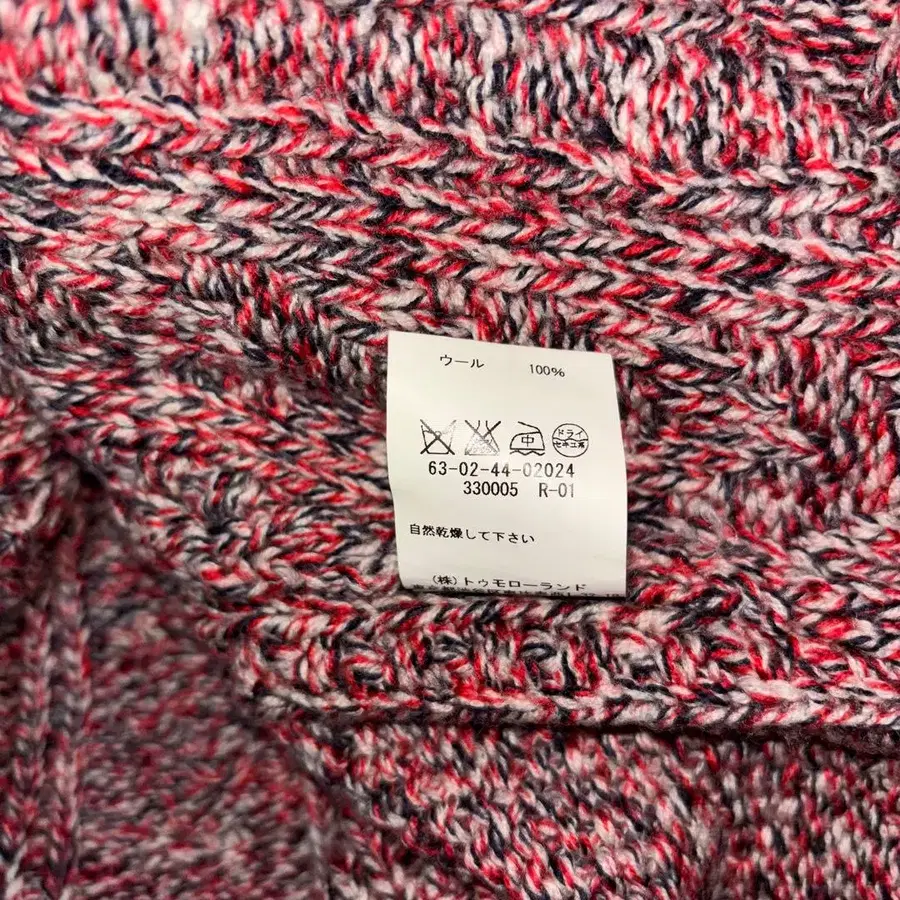 ウール 100%
中 ドライ
セキユ系
63-02-44-02024
330005 R-01
自然乾燥して下さい
(株)トゥモローランド